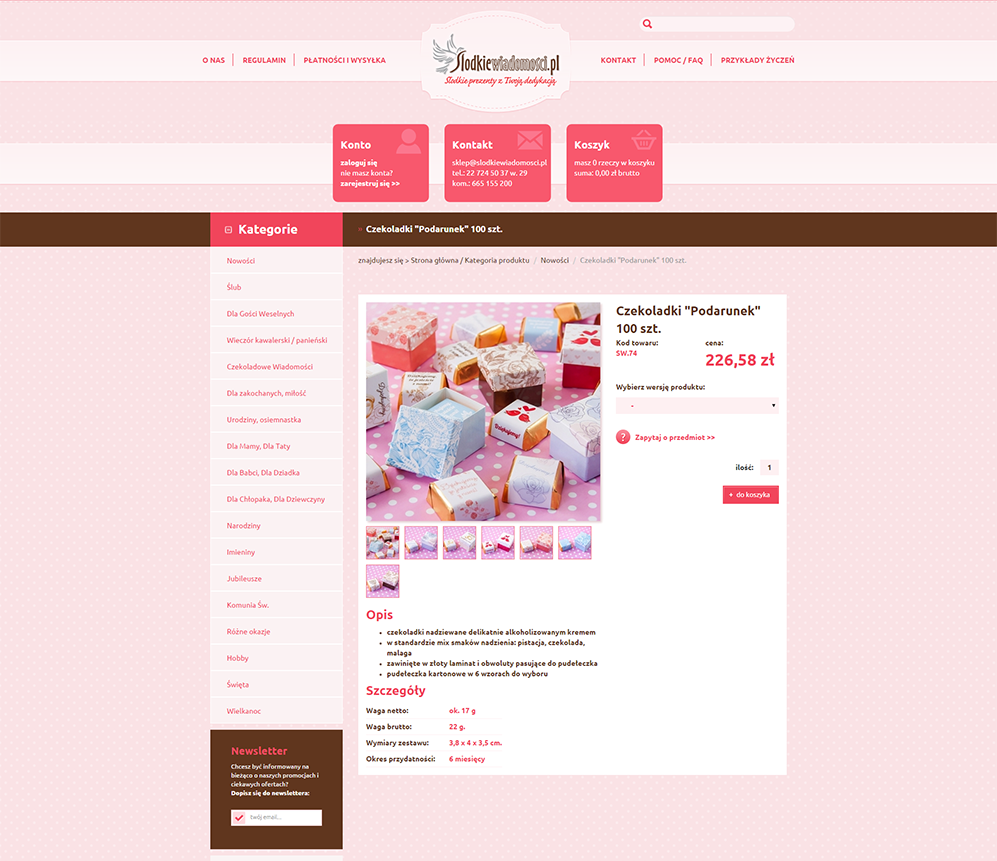 O NAS
REGULAMIN
PŁATNOŚCI I WYSYŁKA
Slodkiewiadomosci.pl
Słodkie prezenty z Twoją dedykacją
KONTAKT
POMOC / FAQ
PRZYKŁADY ŻYCZEŃ
Konto
zaloguj się
nie masz konta?
zarejestruj się >>
Kontakt
sklep@slodkiewiadomosci.pl
tel.: 22 724 50 37 w. 29
kom.: 665 155 200
Koszyk
masz 0 rzeczy w koszyku
suma: 0,00 zł brutto
Kategorie
Nowości
Ślub
Dla Gości Weselnych
Wieczór kawalerski / panieński
Czekoladowe Wiadomości
Dla zakochanych, miłość
Urodziny, osiemnastka
Dla Mamy, Dla Taty
Dla Babci, Dla Dziadka
Dla Chłopaka, Dla Dziewczyny
Narodziny
Imieniny
Jubileusze
Komunia Św.
Różne okazje
Hobby
Święta
Wielkanoc
Newsletter
Chcesz być informowany na
bieżąco o naszych promocjach i
ciekawych ofertach?
Dopisz się do newslettera:
twój email...
» Czekoladki "Podarunek" 100 szt.
znajdujesz się > Strona główna / Kategoria produktu / Nowości / Czekoladki "Podarunek" 100 szt.
Dziękujemy!
Czekoladki "Podarunek"
100 szt.
Kod towaru:
SW.74
cena:
226,58 zł
Wybierz wersję produktu:
-
? Zapytaj o przedmiot >>
ilość: 1
+ do koszyka
Opis
• czekoladki nadziewane delikatnie alkoholizowanym kremem
• w standardzie mix smaków nadzienia: pistacja, czekolada,
malaga
• zawinięte w złoty laminat i obwoluty pasujące do pudełeczka
• pudełeczka kartonowe w 6 wzorach do wyboru
Szczegóły
Waga netto: ok. 17 g
Waga brutto: 22 g.
Wymiary zestawu: 3,8 x 4 x 3,5 cm.
Okres przydatności: 6 miesięcy